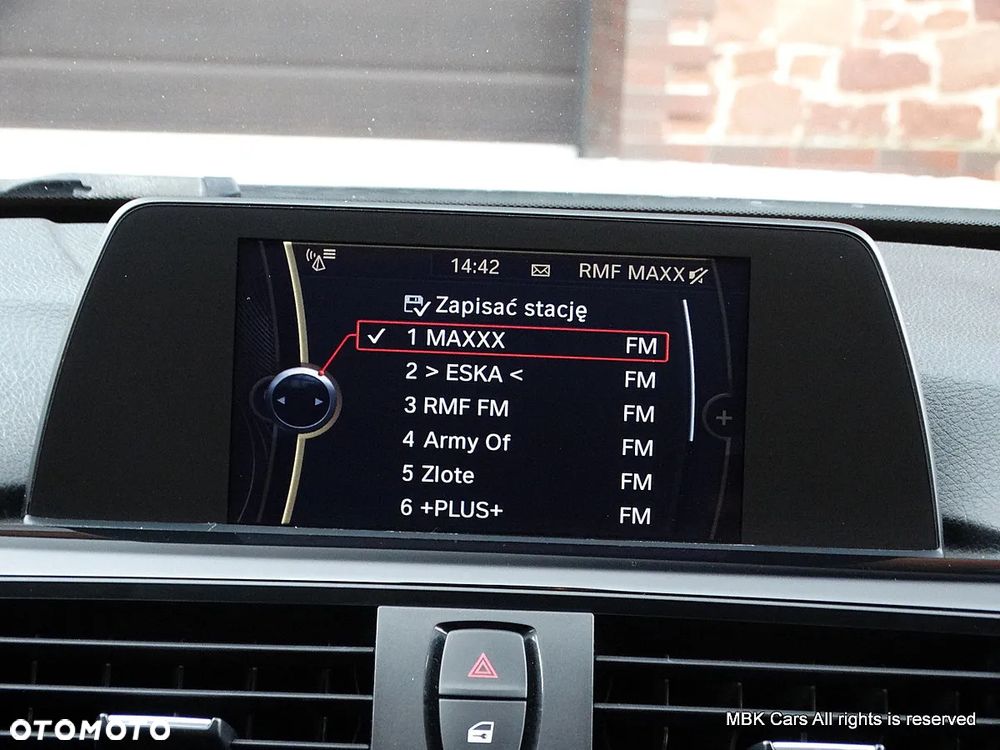 14:42 RMF MAXX
Zapisać stację
1 MAXXX FM
2 > ESKA < FM
3 RMF FM FM
4 Army Of FM
5 Zlote FM
6 +PLUS+ FM
OTOMOTO
MBK Cars All rights is reserved